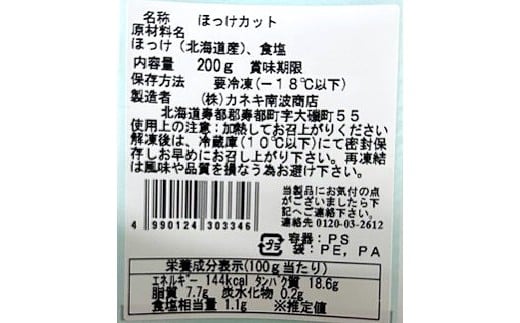 名称　ほっけカット
原材料名
ほっけ（北海道産）、食塩
内容量　200ｇ　賞味期限
保存方法　要冷凍(－18℃以下)
製造者　（株）カネキ南波商店
北海道寿都郡寿都町字大磯町５５
使用上の注意：加熱してお召上がりください
解凍後は、冷蔵庫(10℃以下)にて密封保
存しお早めにお召し上がり下さい。再凍結
は風味や品質を損なう為お避け下さい。
当製品にお気付の点
がございましたら下
記へご連絡下さい。
連絡先 0120-03-2612
4 990124 303346
プラ 容器：PS
袋：PE, PA
栄養成分表示(100ｇ当たり)
エネルギー 144kcal タンパク質 18.6g
脂質 7.7g 炭水化物 0.2g
食塩相当量 1.1g ※推定値